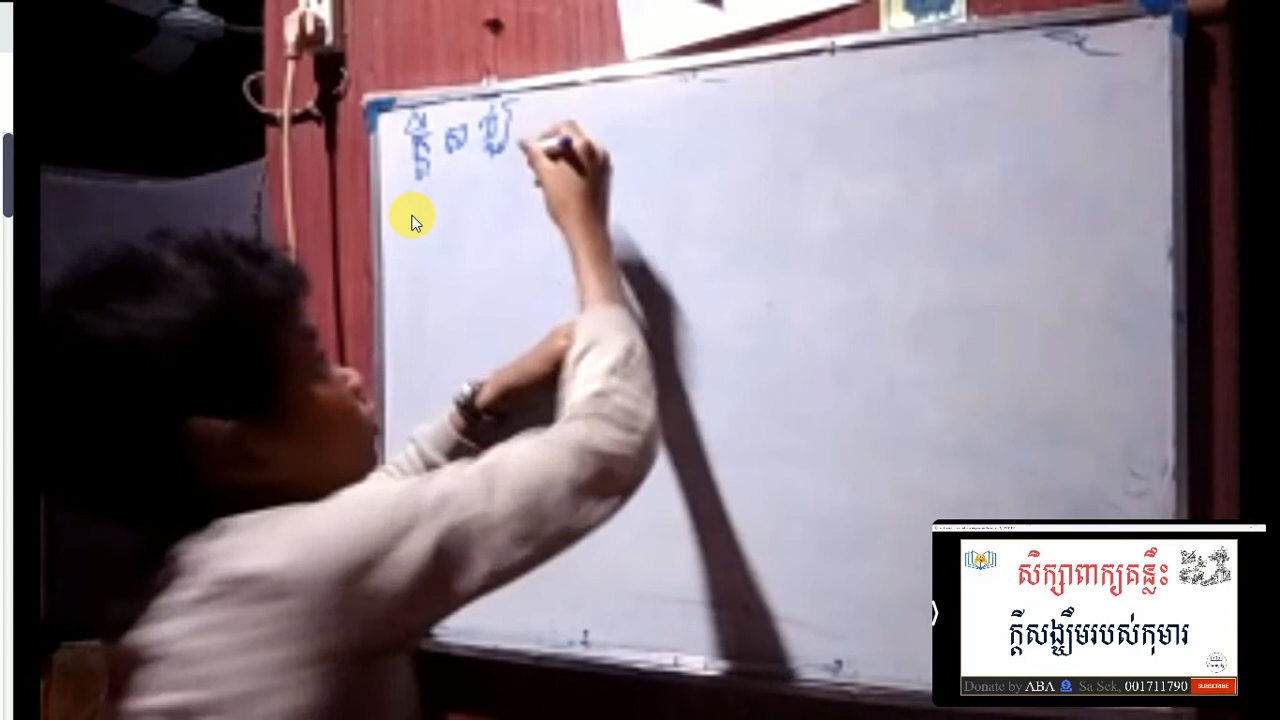 ក្តីសង្ឃឹ
សិក្សាពាក្យគន្លឹះ
ក្តីសង្ឃឹមរបស់កុមារ
Donate by ABA Sa Sek, 001711790 SUBSCRIBE